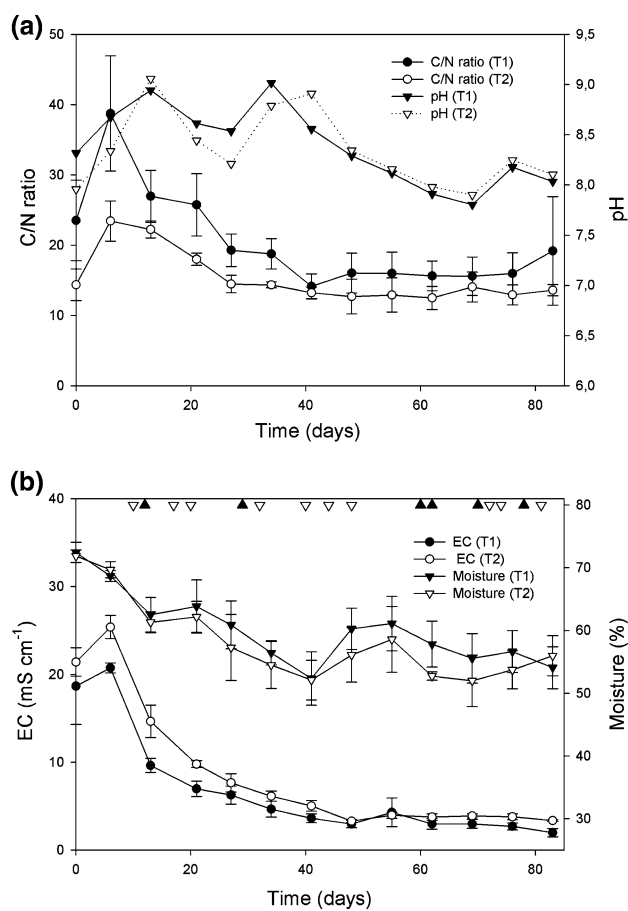 (a)
50
40
30
20
10
0
C/N ratio
9,5
9,0
8,5
8,0
7,5
7,0
6,5
6,0
pH
C/N ratio (T1)
C/N ratio (T2)
pH (T1)
pH (T2)
0 20 40 60 80
Time (days)
(b)
40
30
20
10
0
EC (mS cm⁻¹)
80
70
60
50
40
30
Moisture (%)
EC (T1)
EC (T2)
Moisture (T1)
Moisture (T2)
0 20 40 60 80
Time (days)